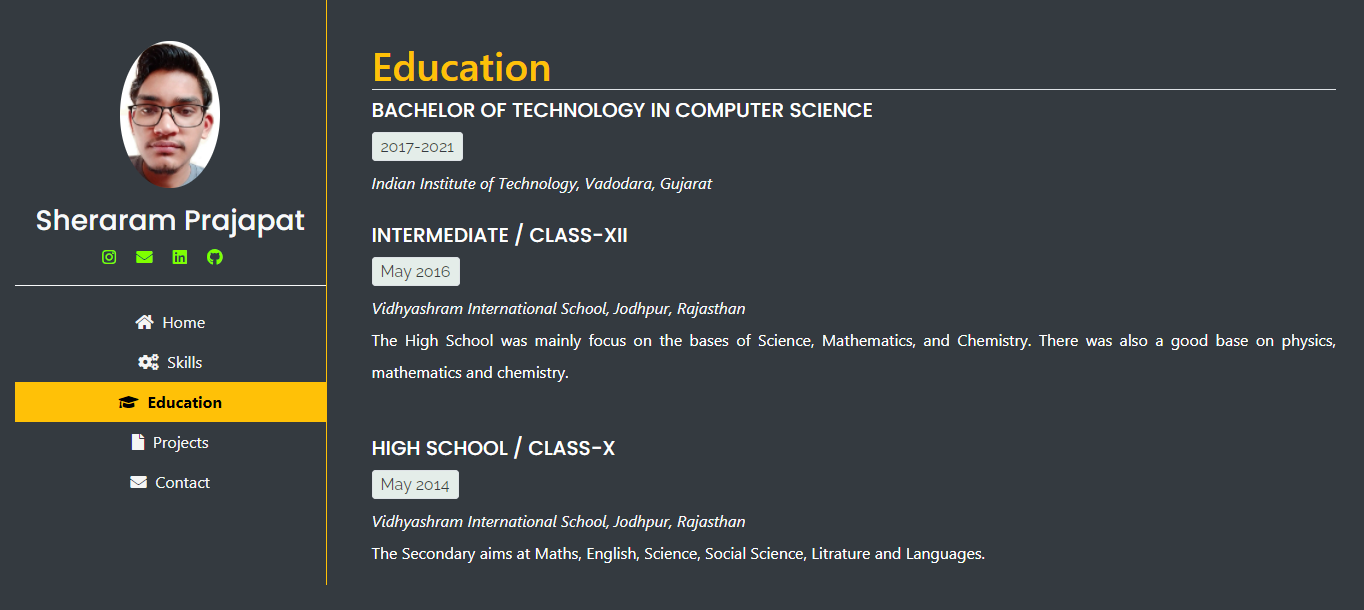 Sheraram Prajapat
Home
Skills
Education
Projects
Contact
Education
BACHELOR OF TECHNOLOGY IN COMPUTER SCIENCE
2017-2021
Indian Institute of Technology, Vadodara, Gujarat
INTERMEDIATE / CLASS-XII
May 2016
Vidhyashram International School, Jodhpur, Rajasthan
The High School was mainly focus on the bases of Science, Mathematics, and Chemistry. There was also a good base on physics,
mathematics and chemistry.
HIGH SCHOOL / CLASS-X
May 2014
Vidhyashram International School, Jodhpur, Rajasthan
The Secondary aims at Maths, English, Science, Social Science, Litrature and Languages.